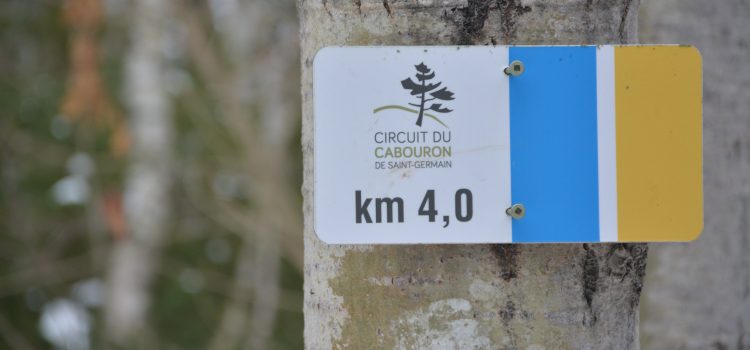 CIRCUIT DU
CABOURON
DE SAINT-GERMAIN
km 4,0